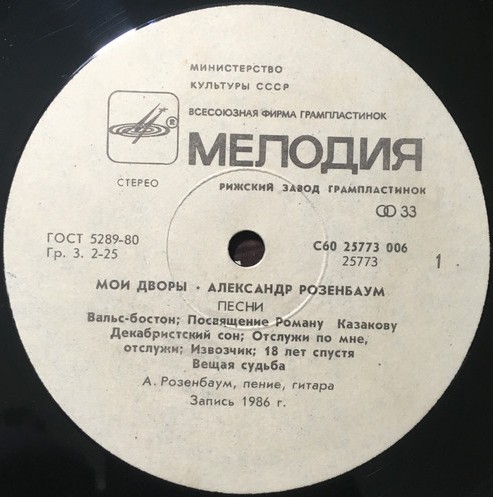 МИНИСТЕРСТВО
КУЛЬТУРЫ СССР
ВСЕСОЮЗНАЯ ФИРМА ГРАМПЛАСТИНОК
®
МЕЛОДИЯ
СТЕРЕО
РИЖСКИЙ ЗАВОД ГРАМПЛАСТИНОК
33
ГОСТ 5289-80
Гр. 3. 2-25
С60 25773 006
25773
1
МОИ ДВОРЫ · АЛЕКСАНДР РОЗЕНБАУМ
ПЕСНИ
Вальс-бостон; Посвящение Роману Казакову
Декабристский сон; Отслужи по мне,
отслужи; Извозчик; 18 лет спустя
Вещая судьба
А. Розенбаум, пение, гитара
Запись 1986 г.